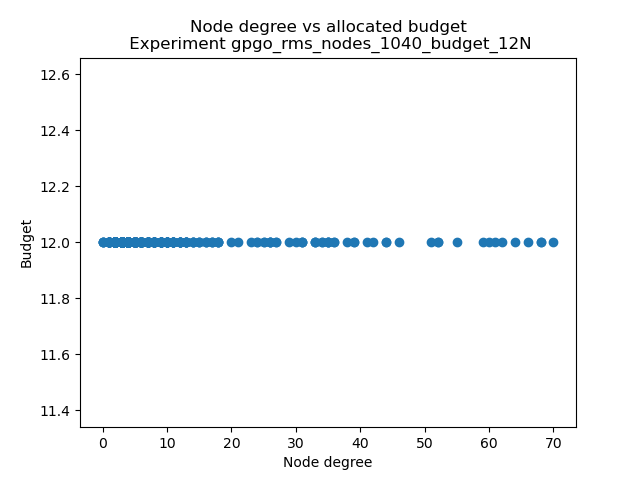 Node degree vs allocated budget
Experiment gpgo_rms_nodes_1040_budget_12N
12.6
12.4
12.2
12.0
11.8
11.6
11.4
Budget
0 10 20 30 40 50 60 70
Node degree